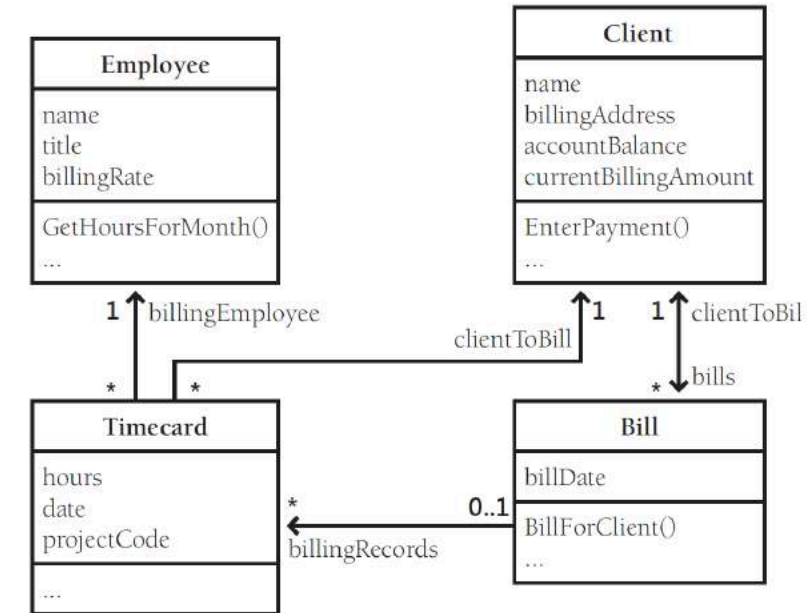 Employee
name
title
billingRate
GetHoursForMonth()
...
Client
name
billingAddress
accountBalance
currentBillingAmount
EnterPayment()
...
1
billingEmployee
*
clientToBill
1
*
1
clientToBil
*
bills
Timecard
hours
date
projectCode
...
Bill
billDate
BillForClient()
...
*
0..1
billingRecords